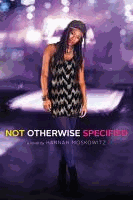 NOT OTHERWISE SPECIFIED
a novel by HANNAH MOSKOWITZ